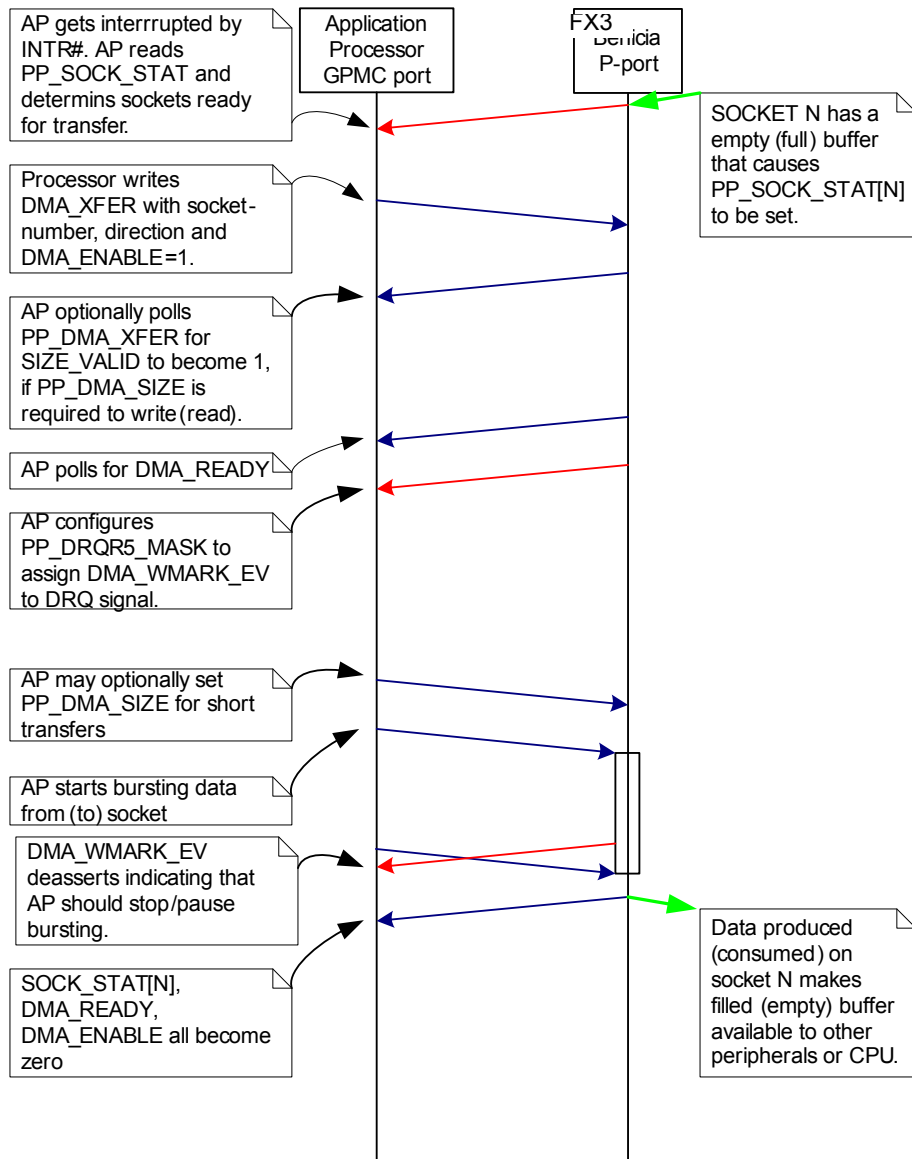 AP gets interrrupted by
INTR#. AP reads
PP_SOCK_STAT and
determins sockets ready
for transfer.
Application
Processor
GPMC port
FX3
Benicia
P-port
SOCKET N has a
empty (full) buffer
that causes
PP_SOCK_STAT[N]
to be set.
Processor writes
DMA_XFER with socket-
number, direction and
DMA_ENABLE=1.
AP optionally polls
PP_DMA_XFER for
SIZE_VALID to become 1,
if PP_DMA_SIZE is
required to write (read).
AP polls for DMA_READY
AP configures
PP_DRQR5_MASK to
assign DMA_WMARK_EV
to DRQ signal.
AP may optionally set
PP_DMA_SIZE for short
transfers
AP starts bursting data
from (to) socket
DMA_WMARK_EV
deasserts indicating that
AP should stop/pause
bursting.
SOCK_STAT[N],
DMA_READY,
DMA_ENABLE all become
zero
Data produced
(consumed) on
socket N makes
filled (empty) buffer
available to other
peripherals or CPU.